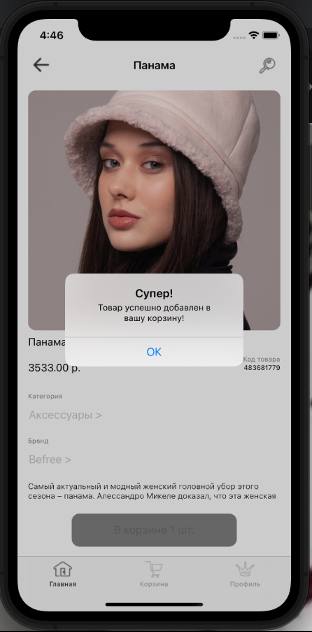 4:46
Панама
Супер!
Товар успешно добавлен в
вашу корзину!
OK
Панама
3533.00 р.
Код товара
483681779
Категория
Аксессуары >
Бренд
Befree >
Самый актуальный и модный женский головной убор этого
сезона – панама. Алессандро Микеле доказал, что эта женская
В корзине 1 шт.
Главная
Корзина
Профиль